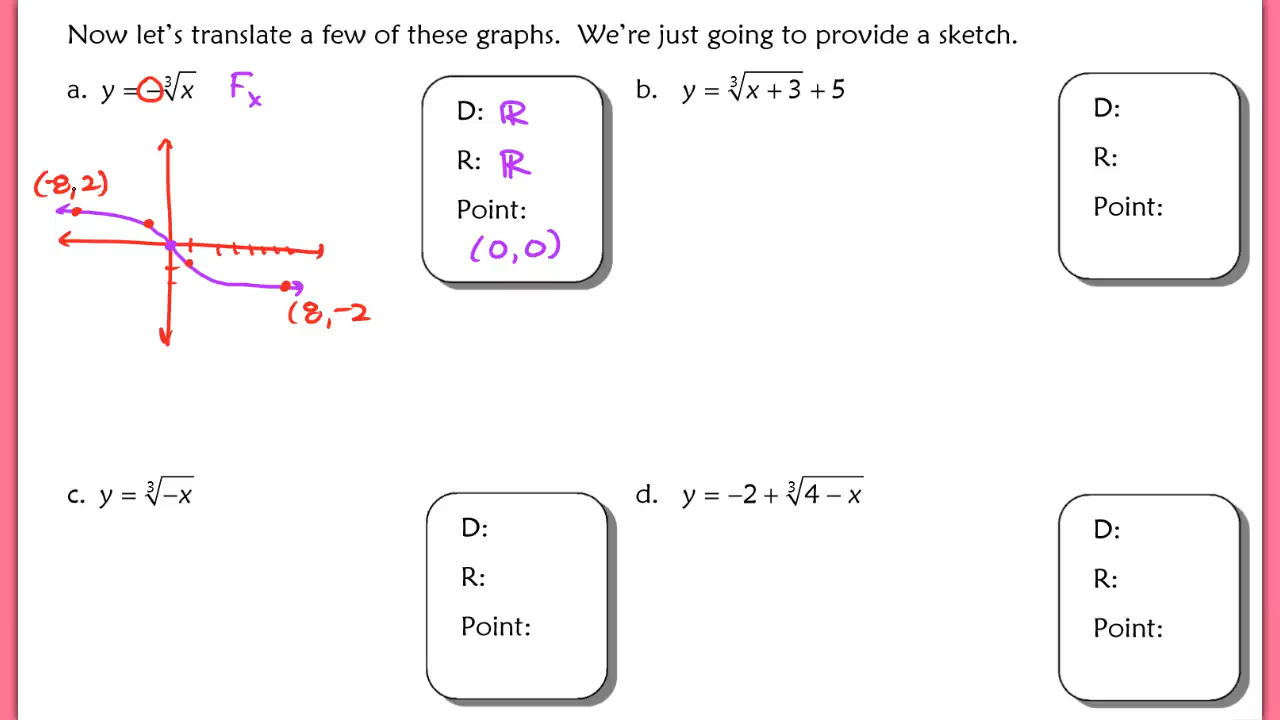 Now let's translate a few of these graphs. We're just going to provide a sketch.
a. y = −∛x Fx
D: ℝ
R: ℝ
Point:
(0,0)
(-8,2)
(8,-2
b. y = ∛(x + 3) + 5
D:
R:
Point:
c. y = ∛−x
D:
R:
Point:
d. y = −2 + ∛(4 − x)
D:
R:
Point: